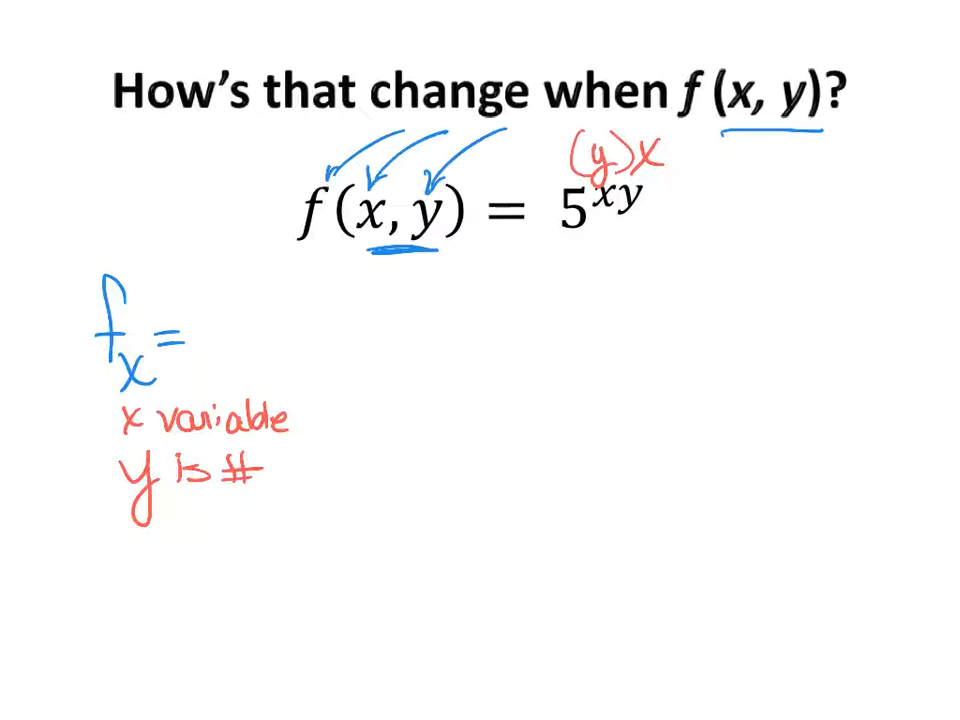 How's that change when f (x, y)?
(y)x
f(x, y) = 5^{xy}
f_x =
x variable
y is #